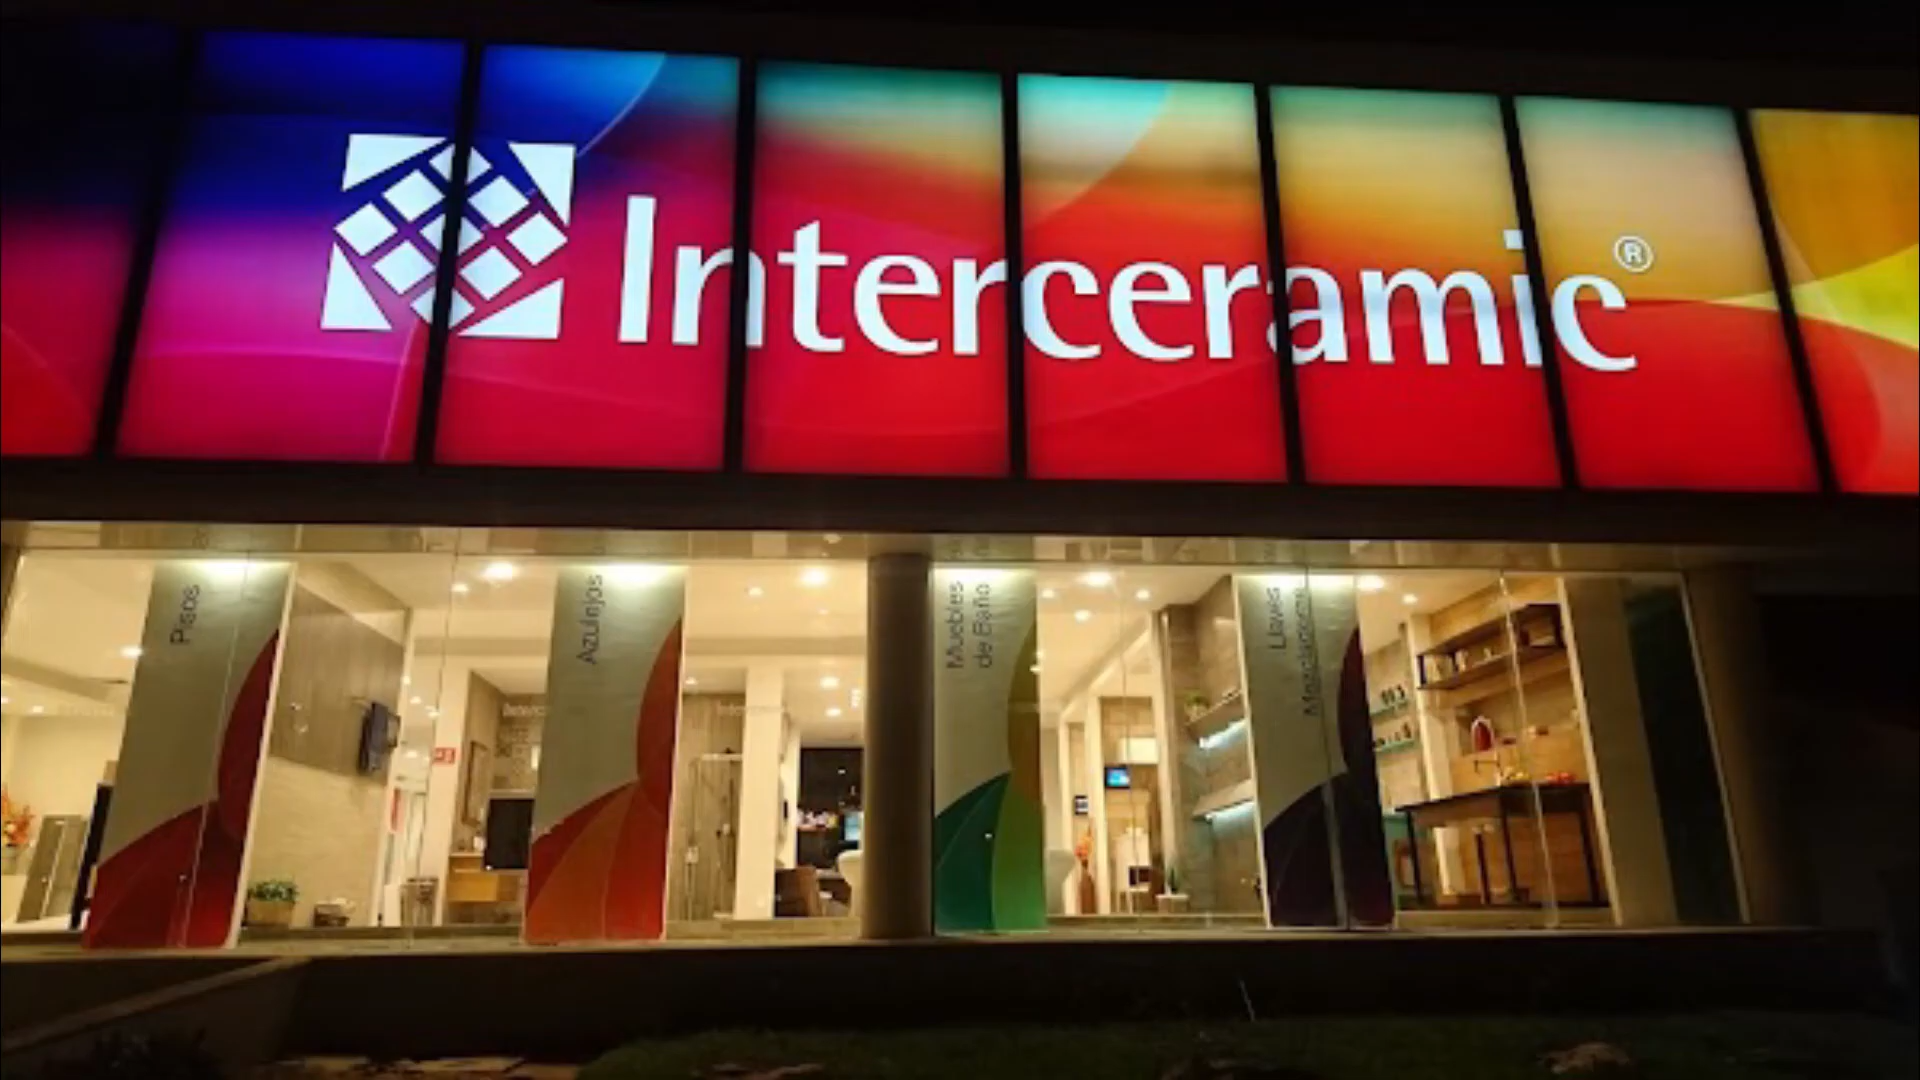 Interceramic®
Pisos
Azulejos
Muebles
de Baño
Llaves
Mezcladoras